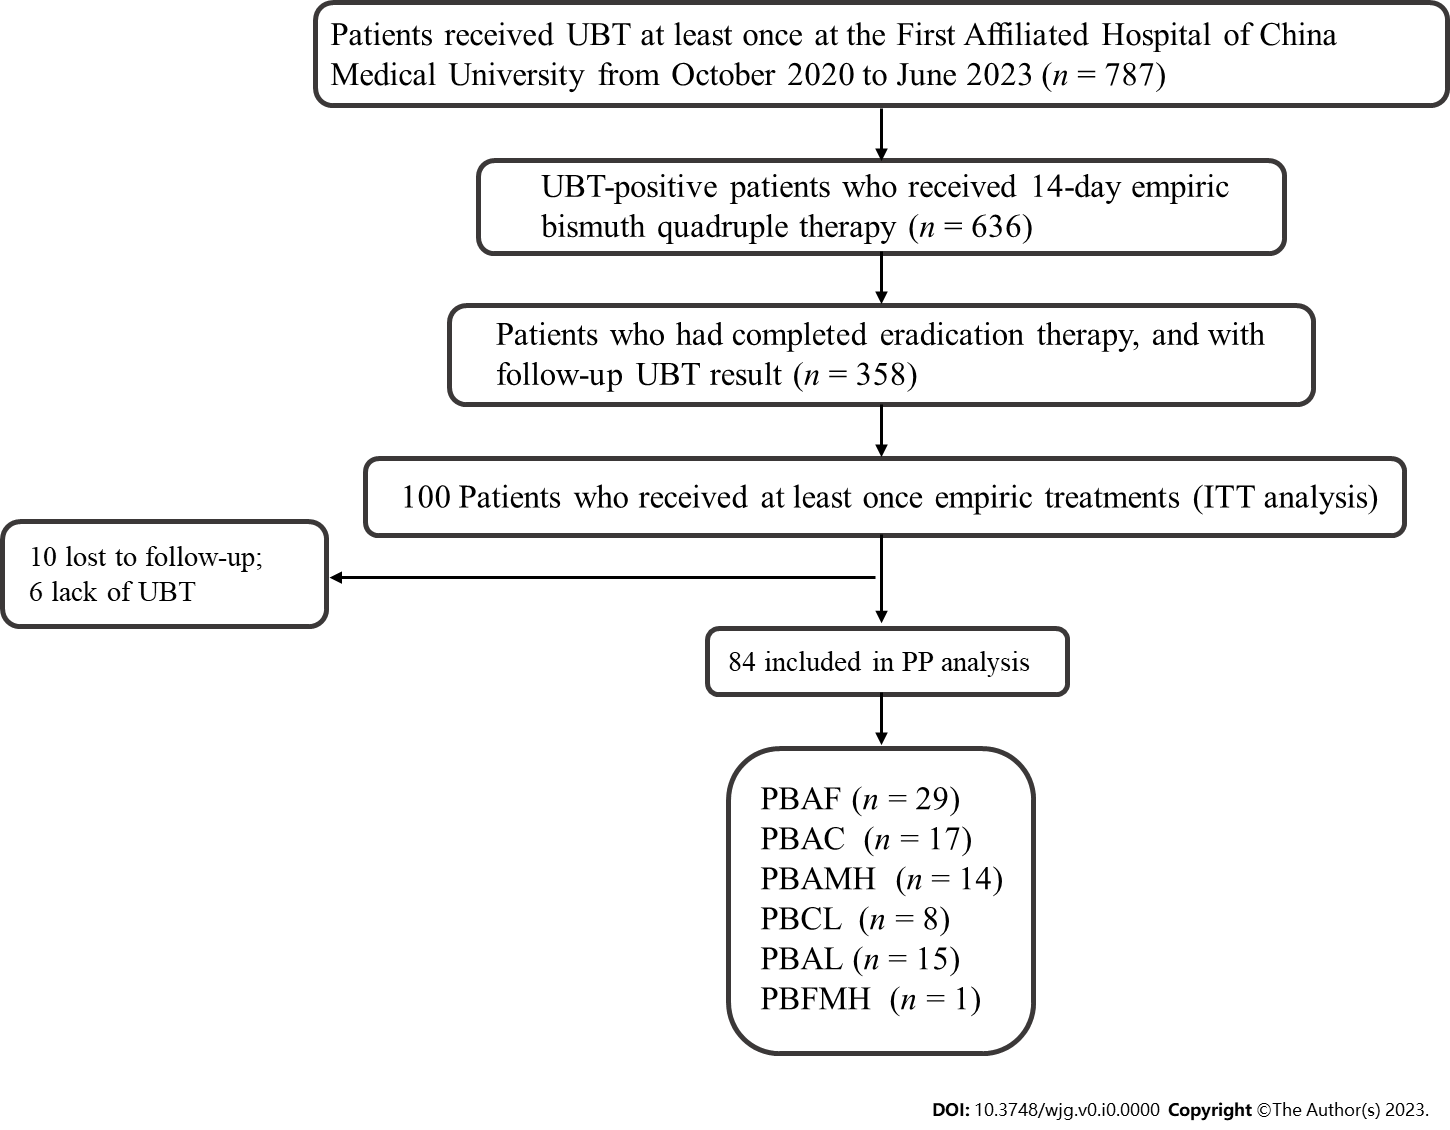 Patients received UBT at least once at the First Affiliated Hospital of China
Medical University from October 2020 to June 2023 (n = 787)
UBT-positive patients who received 14-day empiric
bismuth quadruple therapy (n = 636)
Patients who had completed eradication therapy, and with
follow-up UBT result (n = 358)
100 Patients who received at least once empiric treatments (ITT analysis)
10 lost to follow-up;
6 lack of UBT
84 included in PP analysis
PBAF (n = 29)
PBAC (n = 17)
PBAMH (n = 14)
PBCL (n = 8)
PBAL (n = 15)
PBFMH (n = 1)
DOI: 10.3748/wjg.v0.i0.0000 Copyright ©The Author(s) 2023.